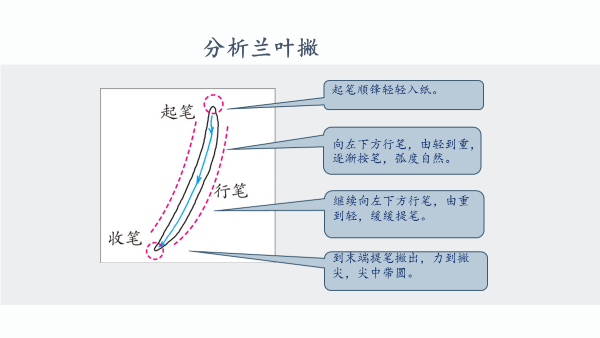 分析兰叶撇
起笔
起笔顺锋轻轻入纸。
向左下方行笔，由轻到重，
逐渐按笔，弧度自然。
行笔
继续向左下方行笔，由重
到轻，缓缓提笔。
收笔
到末端提笔撇出，力到撇
尖，尖中带圆。